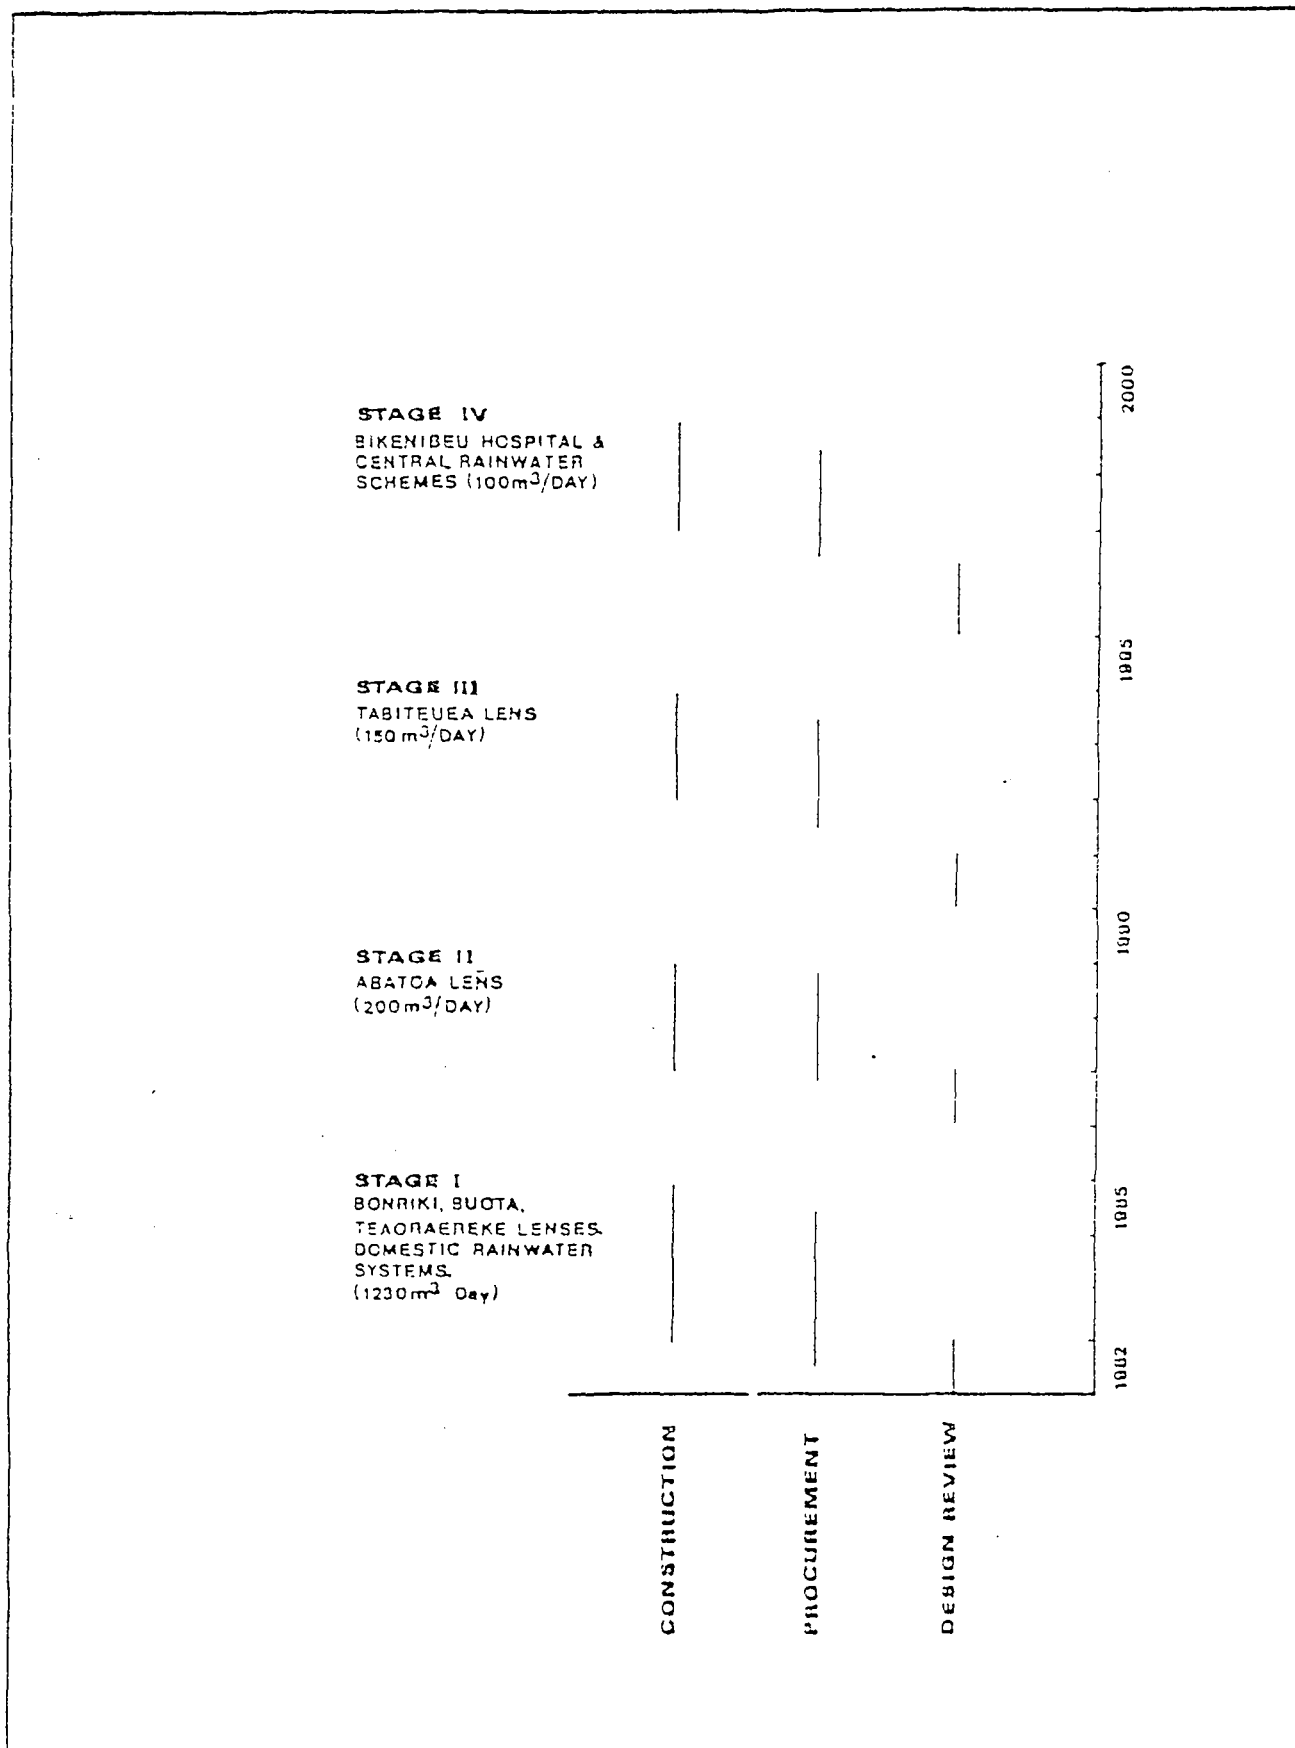 STAGE IV
BIKENIBEU HOSPITAL &
CENTRAL RAINWATER
SCHEMES (100m³/DAY)
STAGE III
TABITEUEA LENS
(150m³/DAY)
STAGE II
ABATOA LENS
(200m³/DAY)
STAGE I
BONRIKI, BUOTA,
TEAORAEREKE LENSES.
DOMESTIC RAINWATER
SYSTEMS.
(1230m³ Day)
2000
1995
1990
1985
1982
CONSTRUCTION
PROCUREMENT
DESIGN REVIEW